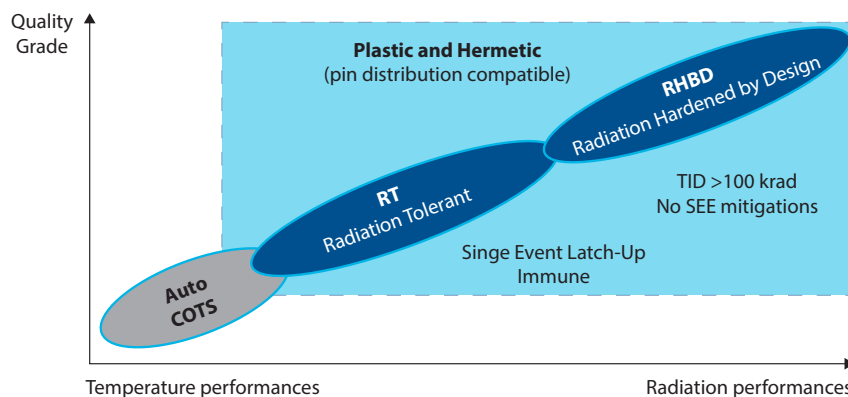 Quality
Grade
Plastic and Hermetic
(pin distribution compatible)
RHBD
Radiation Hardened by Design
RT
Radiation Tolerant
TID >100 krad
No SEE mitigations
Singe Event Latch-Up
Immune
Auto
COTS
Temperature performances
Radiation performances